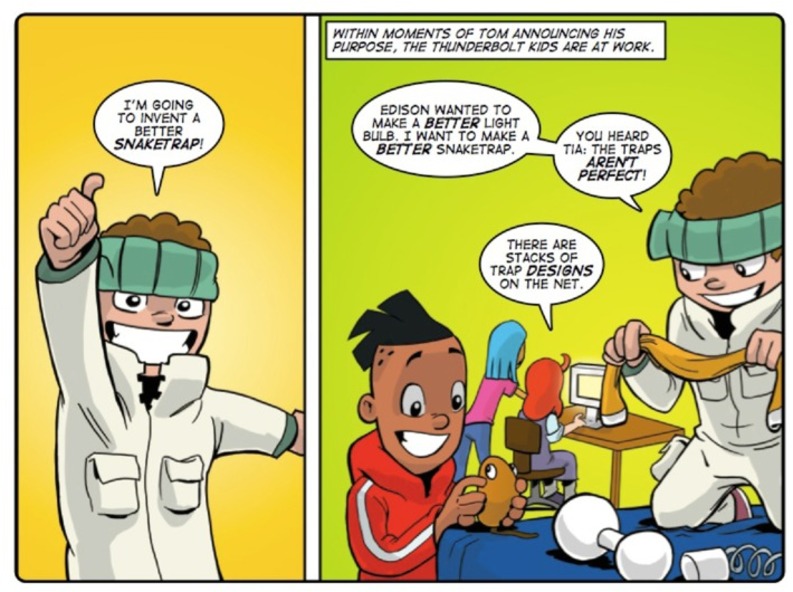 I'M GOING
TO INVENT A
BETTER
SNAKETRAP!
WITHIN MOMENTS OF TOM ANNOUNCING HIS
PURPOSE, THE THUNDERBOLT KIDS ARE AT WORK.
EDISON WANTED TO
MAKE A BETTER LIGHT
BULB. I WANT TO MAKE A
BETTER SNAKETRAP.
YOU HEARD
TIA: THE TRAPS
AREN'T
PERFECT!
THERE ARE
STACKS OF
TRAP DESIGNS
ON THE NET.